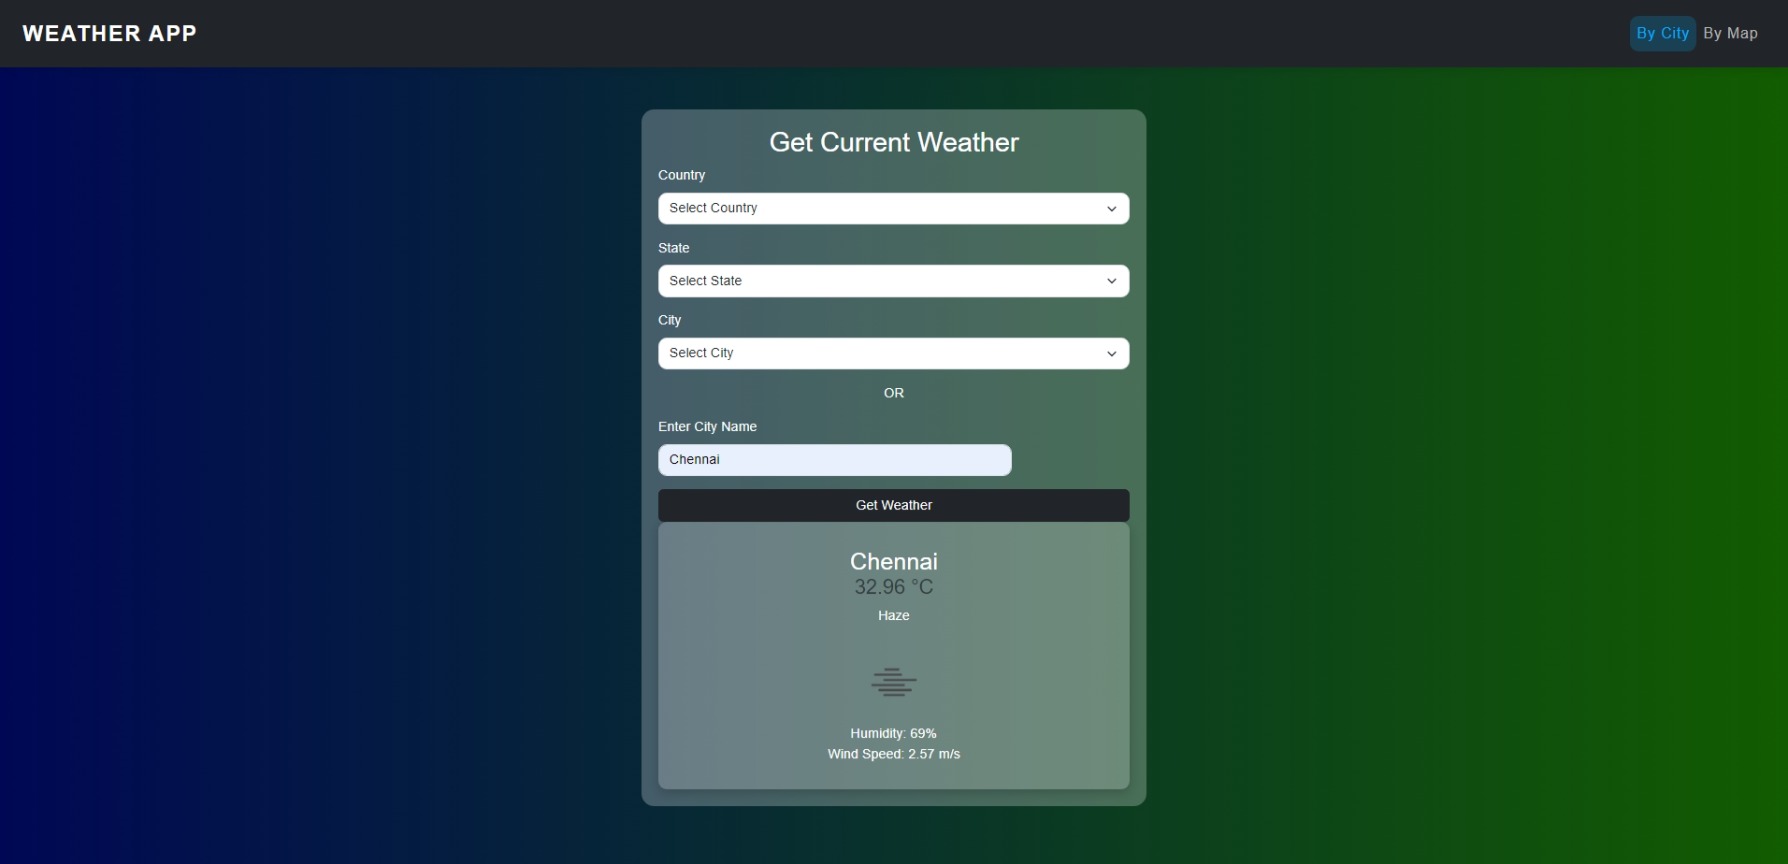 WEATHER APP
By City By Map
Get Current Weather
Country
Select Country
State
Select State
City
Select City
OR
Enter City Name
Chennai
Get Weather
Chennai
32.96 °C
Haze
Humidity: 69%
Wind Speed: 2.57 m/s